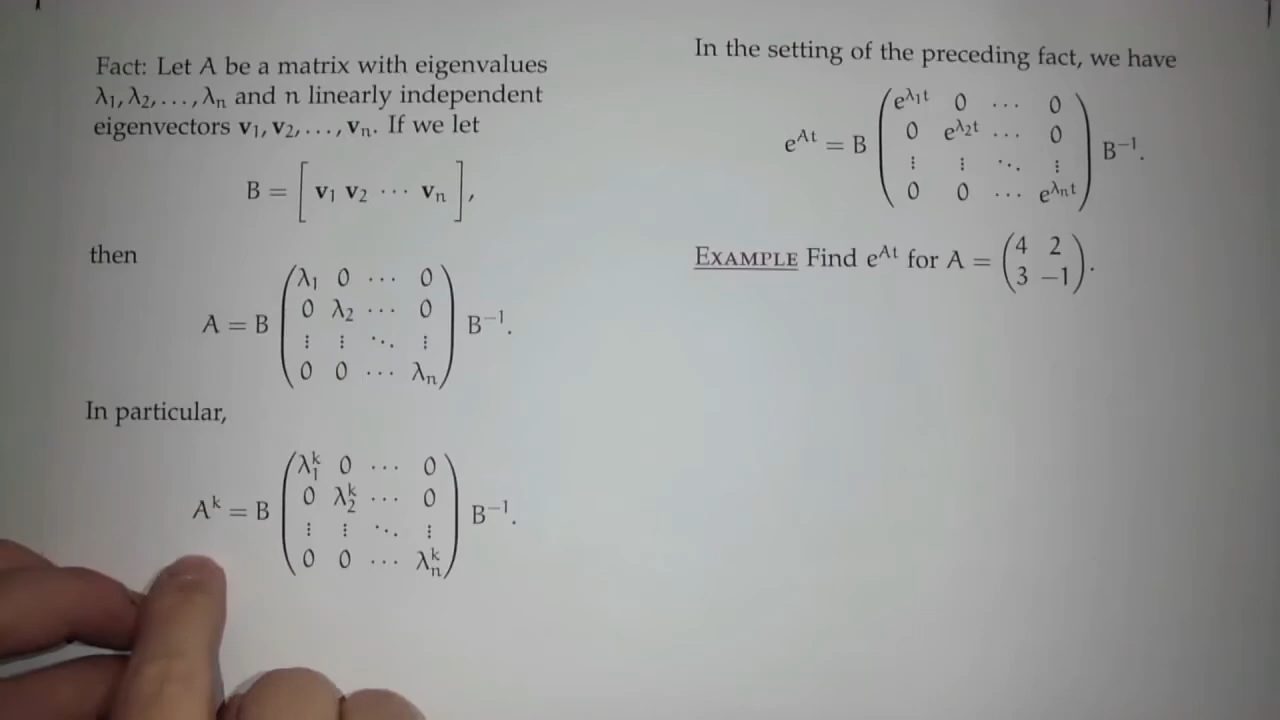 Fact: Let A be a matrix with eigenvalues
λ₁, λ₂, . . . , λₙ and n linearly independent
eigenvectors v₁, v₂, . . . , vₙ. If we let
B = [ v₁ v₂ ⋯ vₙ ],
then
A = B
( λ₁ 0 ⋯ 0
0 λ₂ ⋯ 0
⋮ ⋮ ⋱ ⋮
0 0 ⋯ λₙ )
B⁻¹.
In particular,
Aᵏ = B
( λ₁ᵏ 0 ⋯ 0
0 λ₂ᵏ ⋯ 0
⋮ ⋮ ⋱ ⋮
0 0 ⋯ λₙᵏ )
B⁻¹.
In the setting of the preceding fact, we have
e^{At} = B
( e^{λ₁t} 0 ⋯ 0
0 e^{λ₂t} ⋯ 0
⋮ ⋮ ⋱ ⋮
0 0 ⋯ e^{λₙt} )
B⁻¹.
EXAMPLE Find e^{At} for A =
( 4 2
3 −1 ).